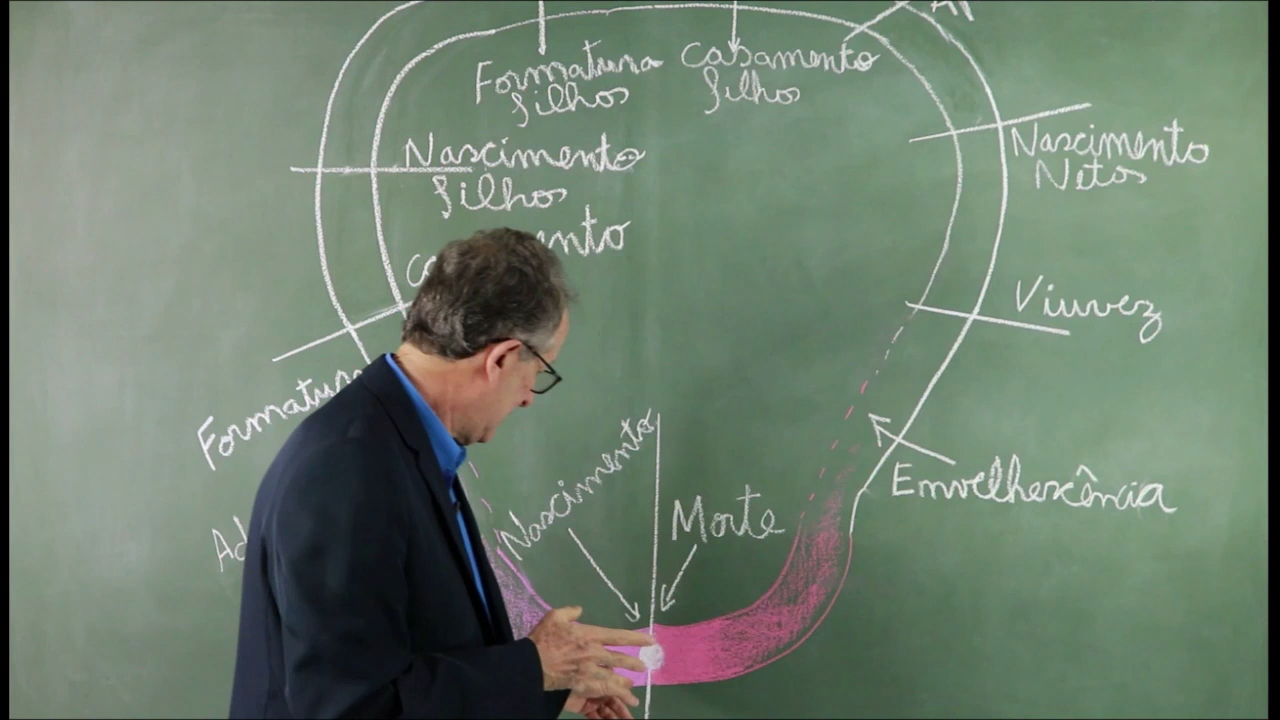 Formatura
filhos
Casamento
filhos
Nascimento
Netos
Nascimento
filhos
Viuvez
Formatura
Nascimento
Morte
Envelhescência